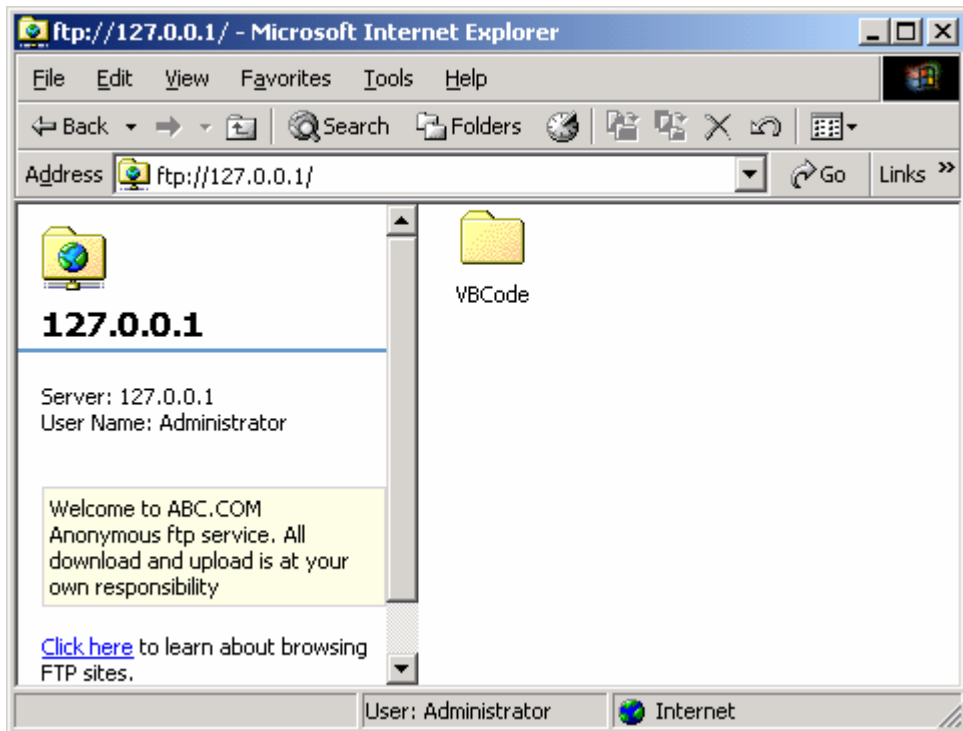 ftp://127.0.0.1/ - Microsoft Internet Explorer
File Edit View Favorites Tools Help
Back Search Folders
Address ftp://127.0.0.1/ Go Links »
127.0.0.1
Server: 127.0.0.1
User Name: Administrator
Welcome to ABC.COM
Anonymous ftp service. All
download and upload is at your
own responsibility
Click here to learn about browsing
FTP sites.
VBCode
User: Administrator Internet